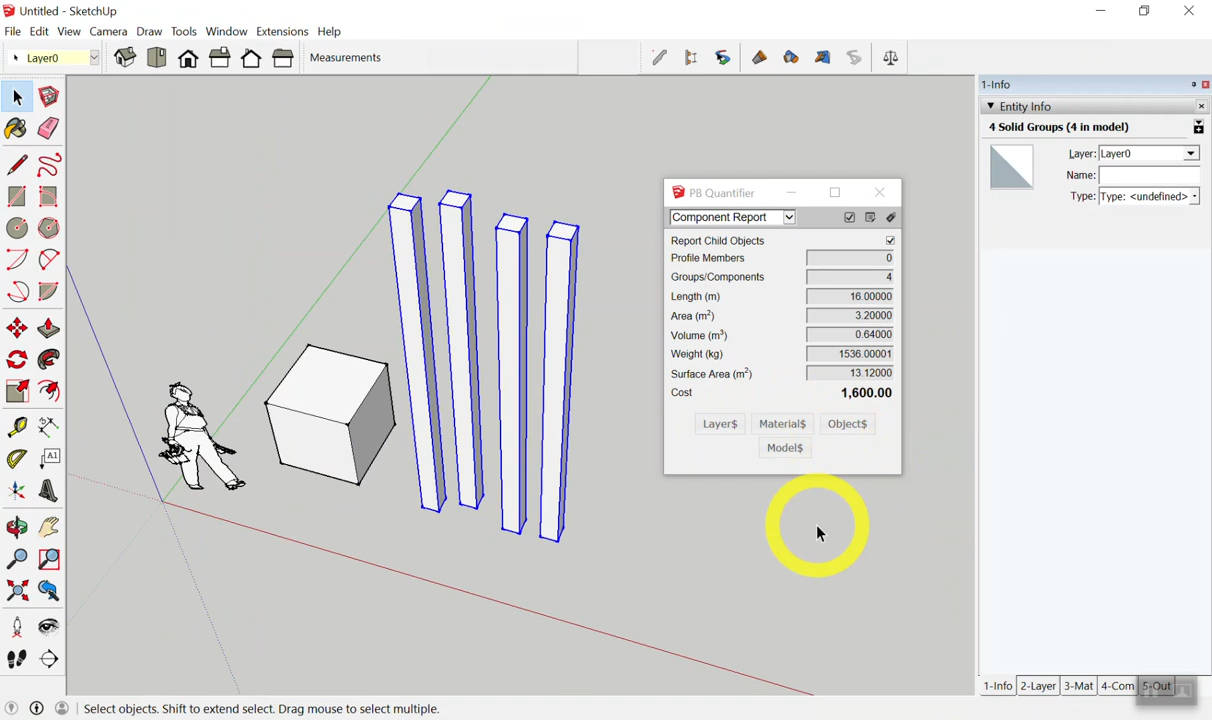 Untitled - SketchUp
File Edit View Camera Draw Tools Window Extensions Help
Layer0
Measurements
1-Info
Entity Info
4 Solid Groups (4 in model)
Layer: Layer0
Name:
Type: Type: <undefined>
PB Quantifier
Component Report
Report Child Objects
Profile Members 0
Groups/Components 4
Length (m) 16.00000
Area (m²) 3.20000
Volume (m³) 0.64000
Weight (kg) 1536.00001
Surface Area (m²) 13.12000
Cost 1,600.00
Layer$ Material$ Object$
Model$
A1
1-Info 2-Layer 3-Mat 4-Com 5-Out
Select objects. Shift to extend select. Drag mouse to select multiple.